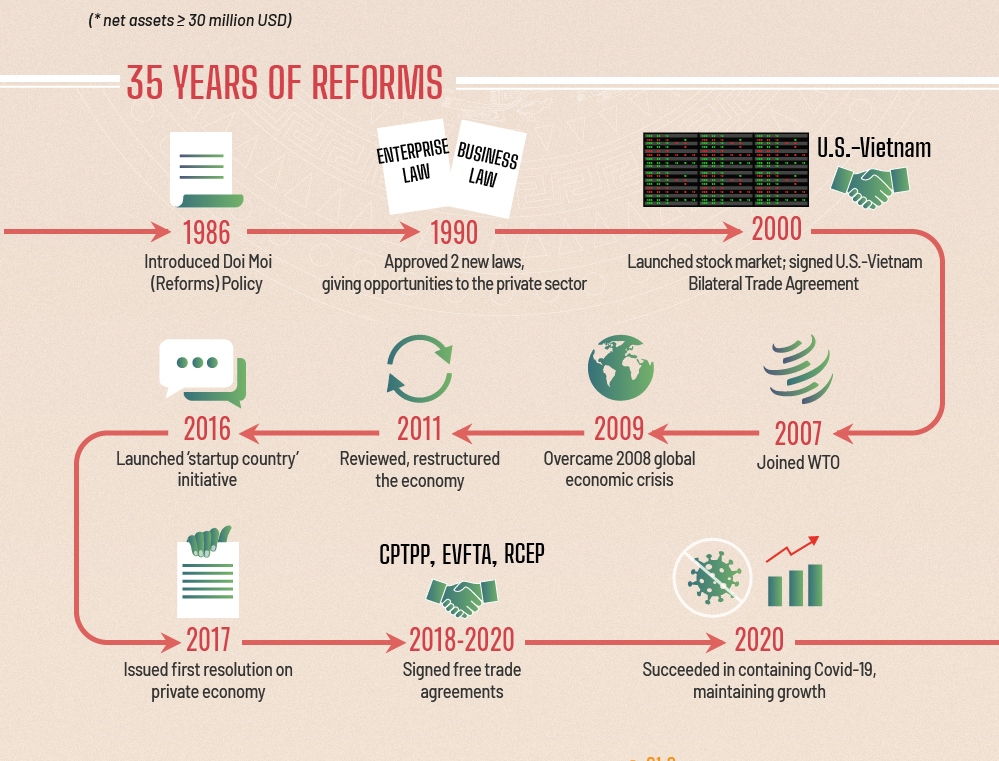 (* net assets ≥ 30 million USD)
35 YEARS OF REFORMS
ENTERPRISE
LAW
BUSINESS
LAW
U.S.-Vietnam
1986
1990
2000
Introduced Doi Moi
(Reforms) Policy
Approved 2 new laws,
giving opportunities to the private sector
Launched stock market; signed U.S.-Vietnam
Bilateral Trade Agreement
2016
2011
2009
2007
Launched ‘startup country’
initiative
Reviewed, restructured
the economy
Overcame 2008 global
economic crisis
Joined WTO
CPTPP, EVFTA, RCEP
2017
2018-2020
2020
Issued first resolution on
private economy
Signed free trade
agreements
Succeeded in containing Covid-19,
maintaining growth